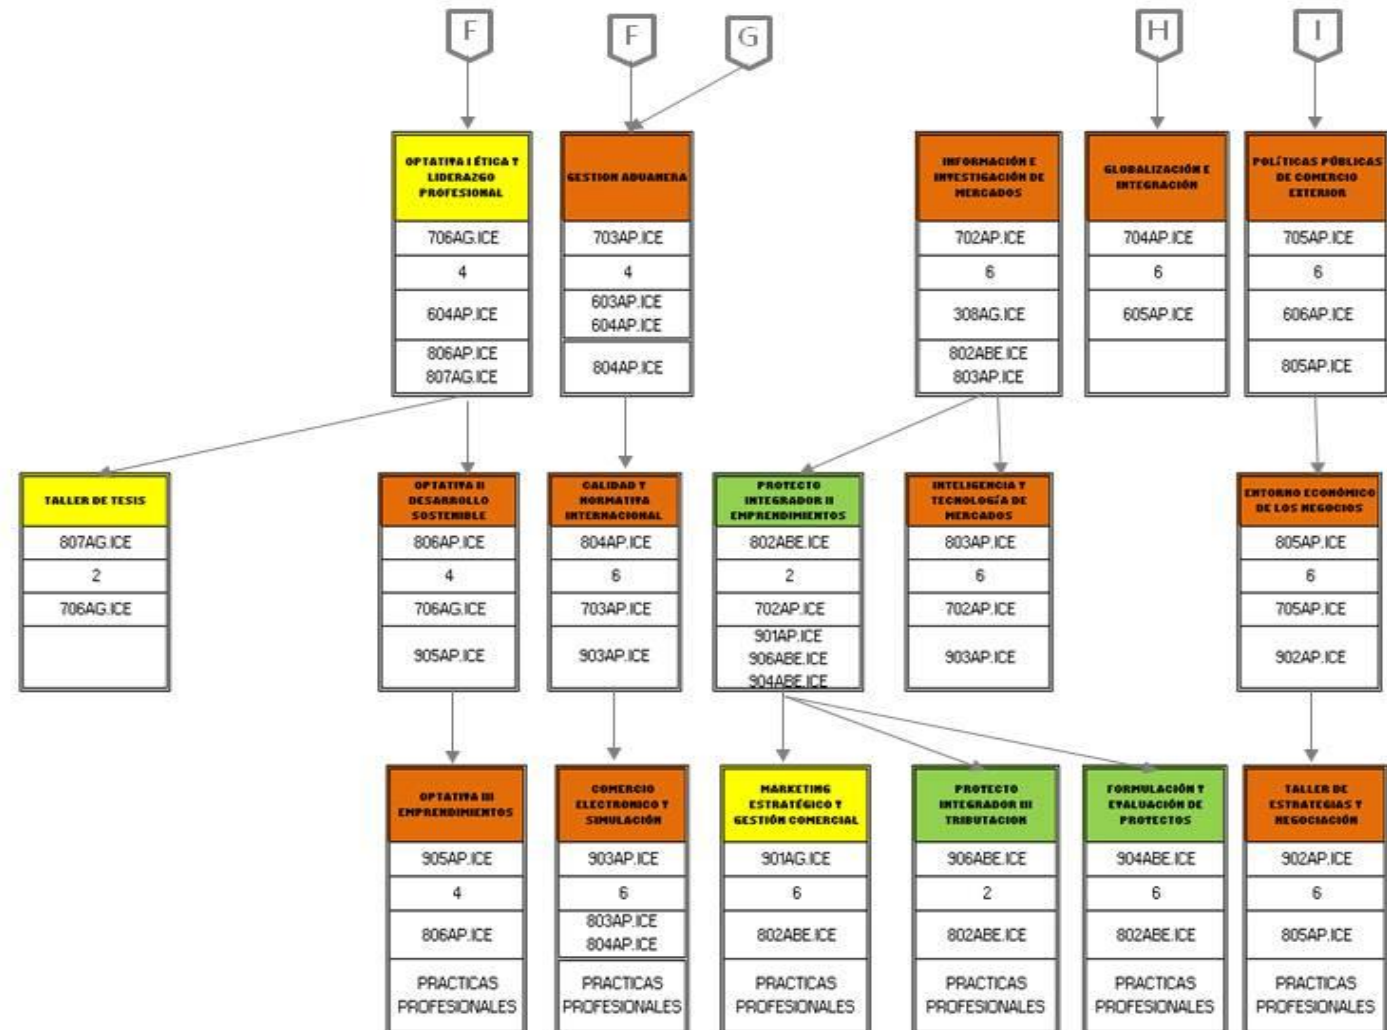 F
F
G
H
I
OPTATIVA I ÉTICA Y
LIDERAZGO
PROFESIONAL
706AG.ICE
4
604AP.ICE
806AP.ICE
807AG.ICE
GESTION ADUANERA
703AP.ICE
4
603AP.ICE
604AP.ICE
804AP.ICE
INFORMACIÓN E
INVESTIGACIÓN DE
MERCADOS
702AP.ICE
6
308AG.ICE
802ABE.ICE
803AP.ICE
GLOBALIZACIÓN E
INTEGRACIÓN
704AP.ICE
6
605AP.ICE
POLÍTICAS PÚBLICAS
DE COMERCIO
EXTERIOR
705AP.ICE
6
606AP.ICE
805AP.ICE
TALLER DE TESIS
807AG.ICE
2
706AG.ICE
OPTATIVA II
DESARROLLO
SOSTENIBLE
806AP.ICE
4
706AG.ICE
905AP.ICE
CALIDAD Y
NORMATIVA
INTERNACIONAL
804AP.ICE
6
703AP.ICE
903AP.ICE
PROYECTO
INTEGRADOR II
EMPRENDIMIENTOS
802ABE.ICE
2
702AP.ICE
901AP.ICE
906ABE.ICE
904ABE.ICE
INTELIGENCIA Y
TECNOLOGÍA DE
MERCADOS
803AP.ICE
6
702AP.ICE
903AP.ICE
ENTORNO ECONÓMICO
DE LOS NEGOCIOS
805AP.ICE
6
705AP.ICE
902AP.ICE
OPTATIVA III
EMPRENDIMIENTOS
905AP.ICE
4
806AP.ICE
PRACTICAS
PROFESIONALES
COMERCIO
ELECTRONICO Y
SIMULACIÓN
903AP.ICE
6
803AP.ICE
804AP.ICE
PRACTICAS
PROFESIONALES
MARKETING
ESTRATÉGICO Y
GESTIÓN COMERCIAL
901AG.ICE
6
802ABE.ICE
PRACTICAS
PROFESIONALES
PROYECTO
INTEGRADOR III
TRIBUTACION
906ABE.ICE
2
802ABE.ICE
PRACTICAS
PROFESIONALES
FORMULACIÓN Y
EVALUACIÓN DE
PROYECTOS
904ABE.ICE
6
802ABE.ICE
PRACTICAS
PROFESIONALES
TALLER DE
ESTRATEGIAS Y
NEGOCIACIÓN
902AP.ICE
6
805AP.ICE
PRACTICAS
PROFESIONALES